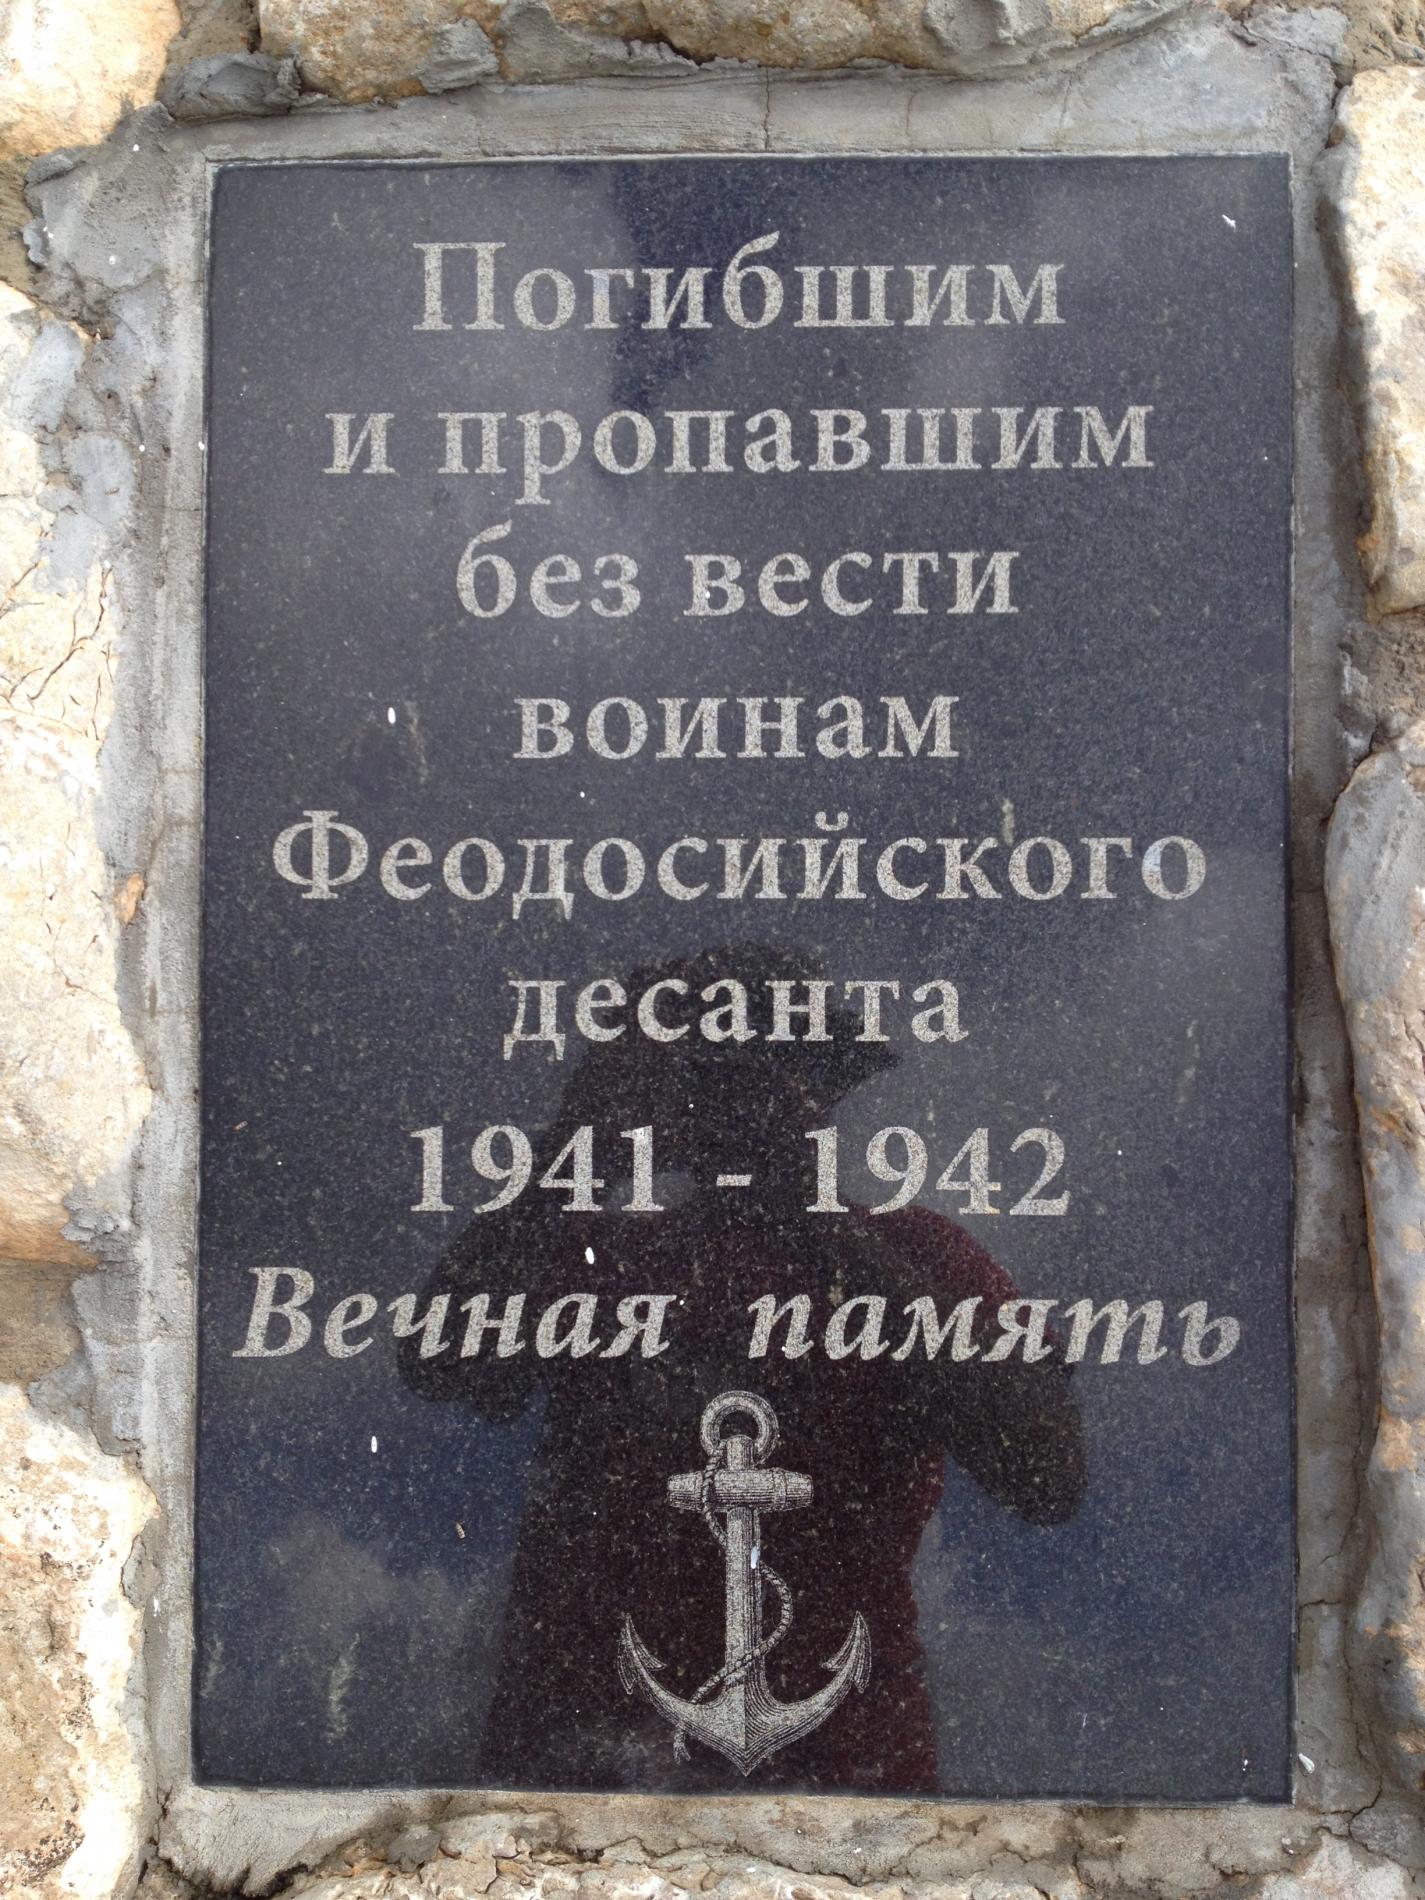 Погибшим
и пропавшим
без вести
воинам
Феодосийского
десанта
1941 - 1942
Вечная память